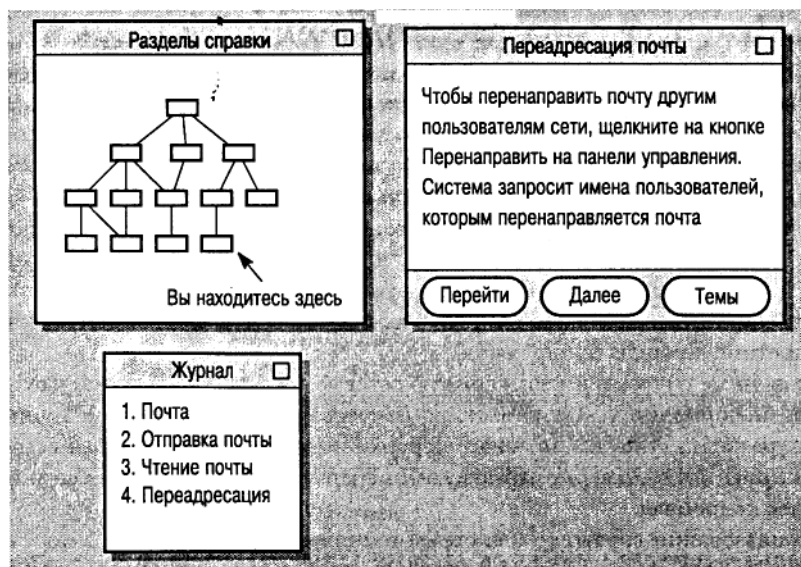 Разделы справки
Вы находитесь здесь
Переадресация почты
Чтобы перенаправить почту другим
пользователям сети, щелкните на кнопке
Перенаправить на панели управления.
Система запросит имена пользователей,
которым перенаправляется почта
Перейти
Далее
Темы
Журнал
1. Почта
2. Отправка почты
3. Чтение почты
4. Переадресация